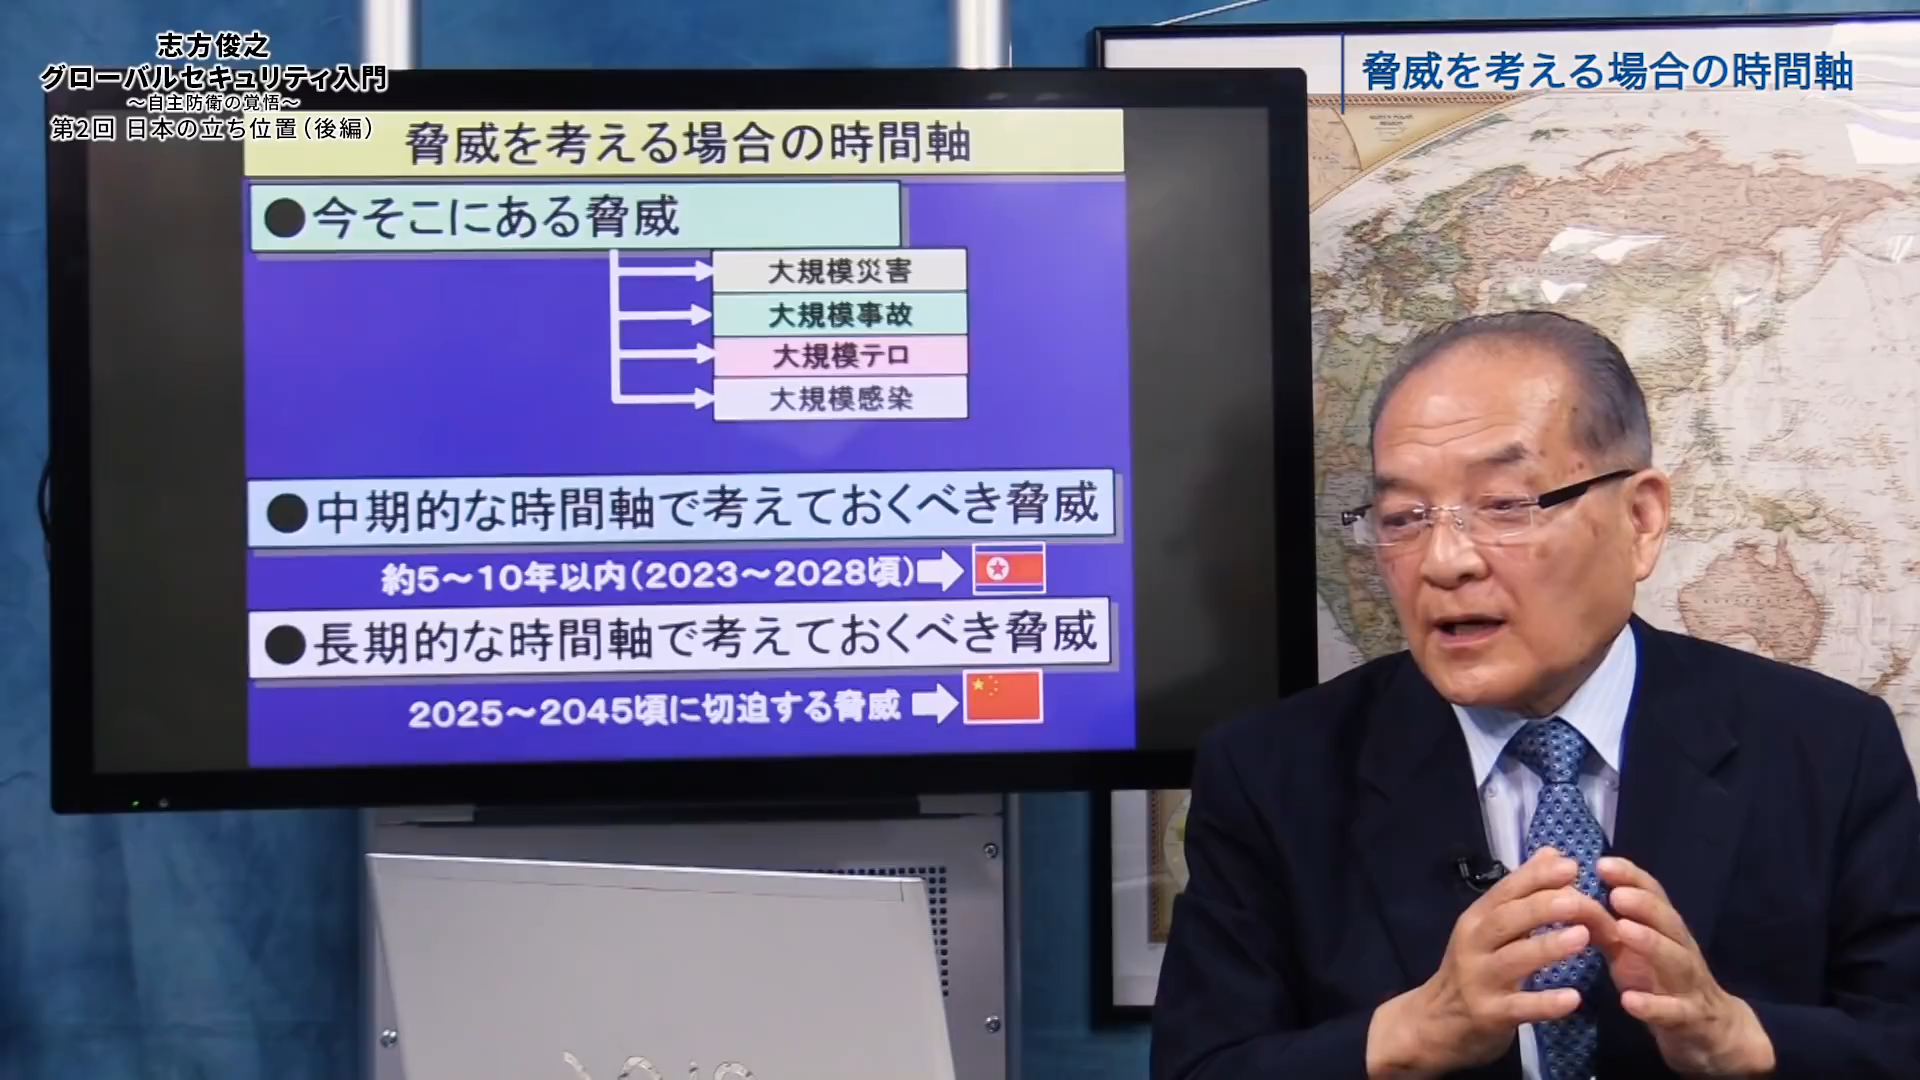 志方俊之
グローバルセキュリティ入門
～自主防衛の覚悟～
第2回 日本の立ち位置（後編）
脅威を考える場合の時間軸
脅威を考える場合の時間軸
●今そこにある脅威
大規模災害
大規模事故
大規模テロ
大規模感染
●中期的な時間軸で考えておくべき脅威
約5～10年以内（2023～2028頃）
●長期的な時間軸で考えておくべき脅威
2025～2045頃に切迫する脅威